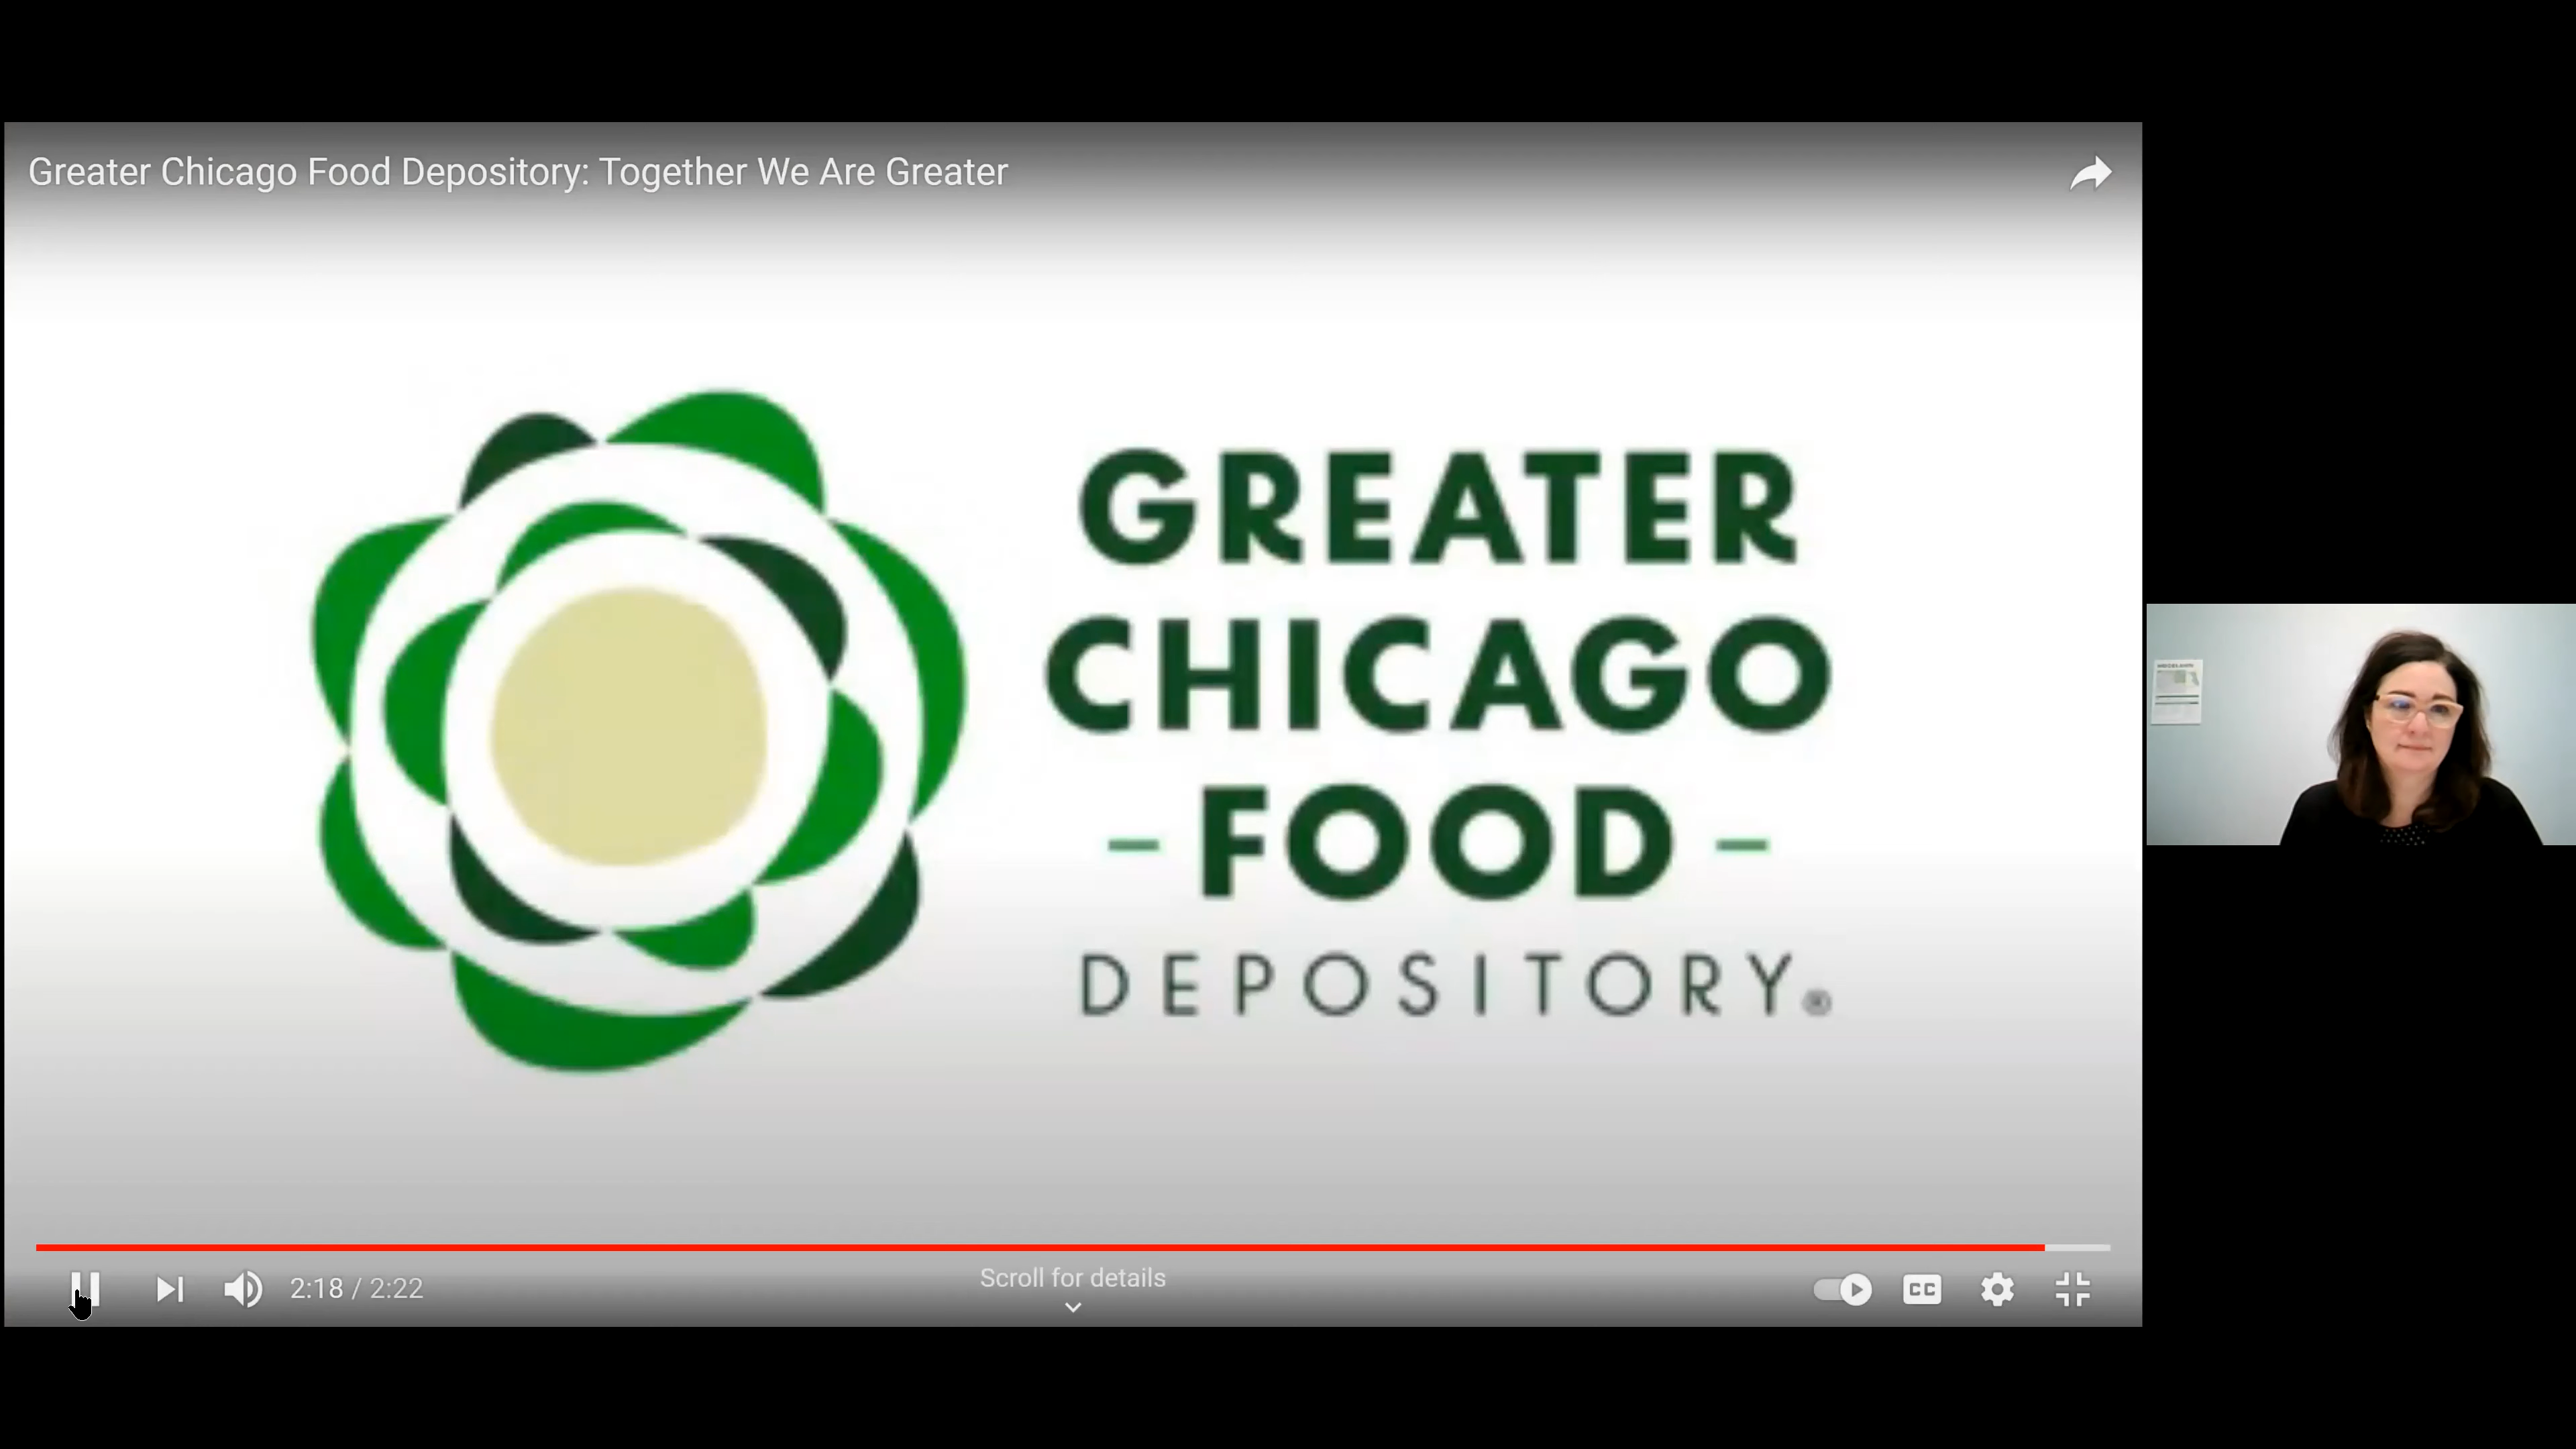 Greater Chicago Food Depository: Together We Are Greater
GREATER
CHICAGO
- FOOD -
DEPOSITORY®
2:18 / 2:22
Scroll for details
CC